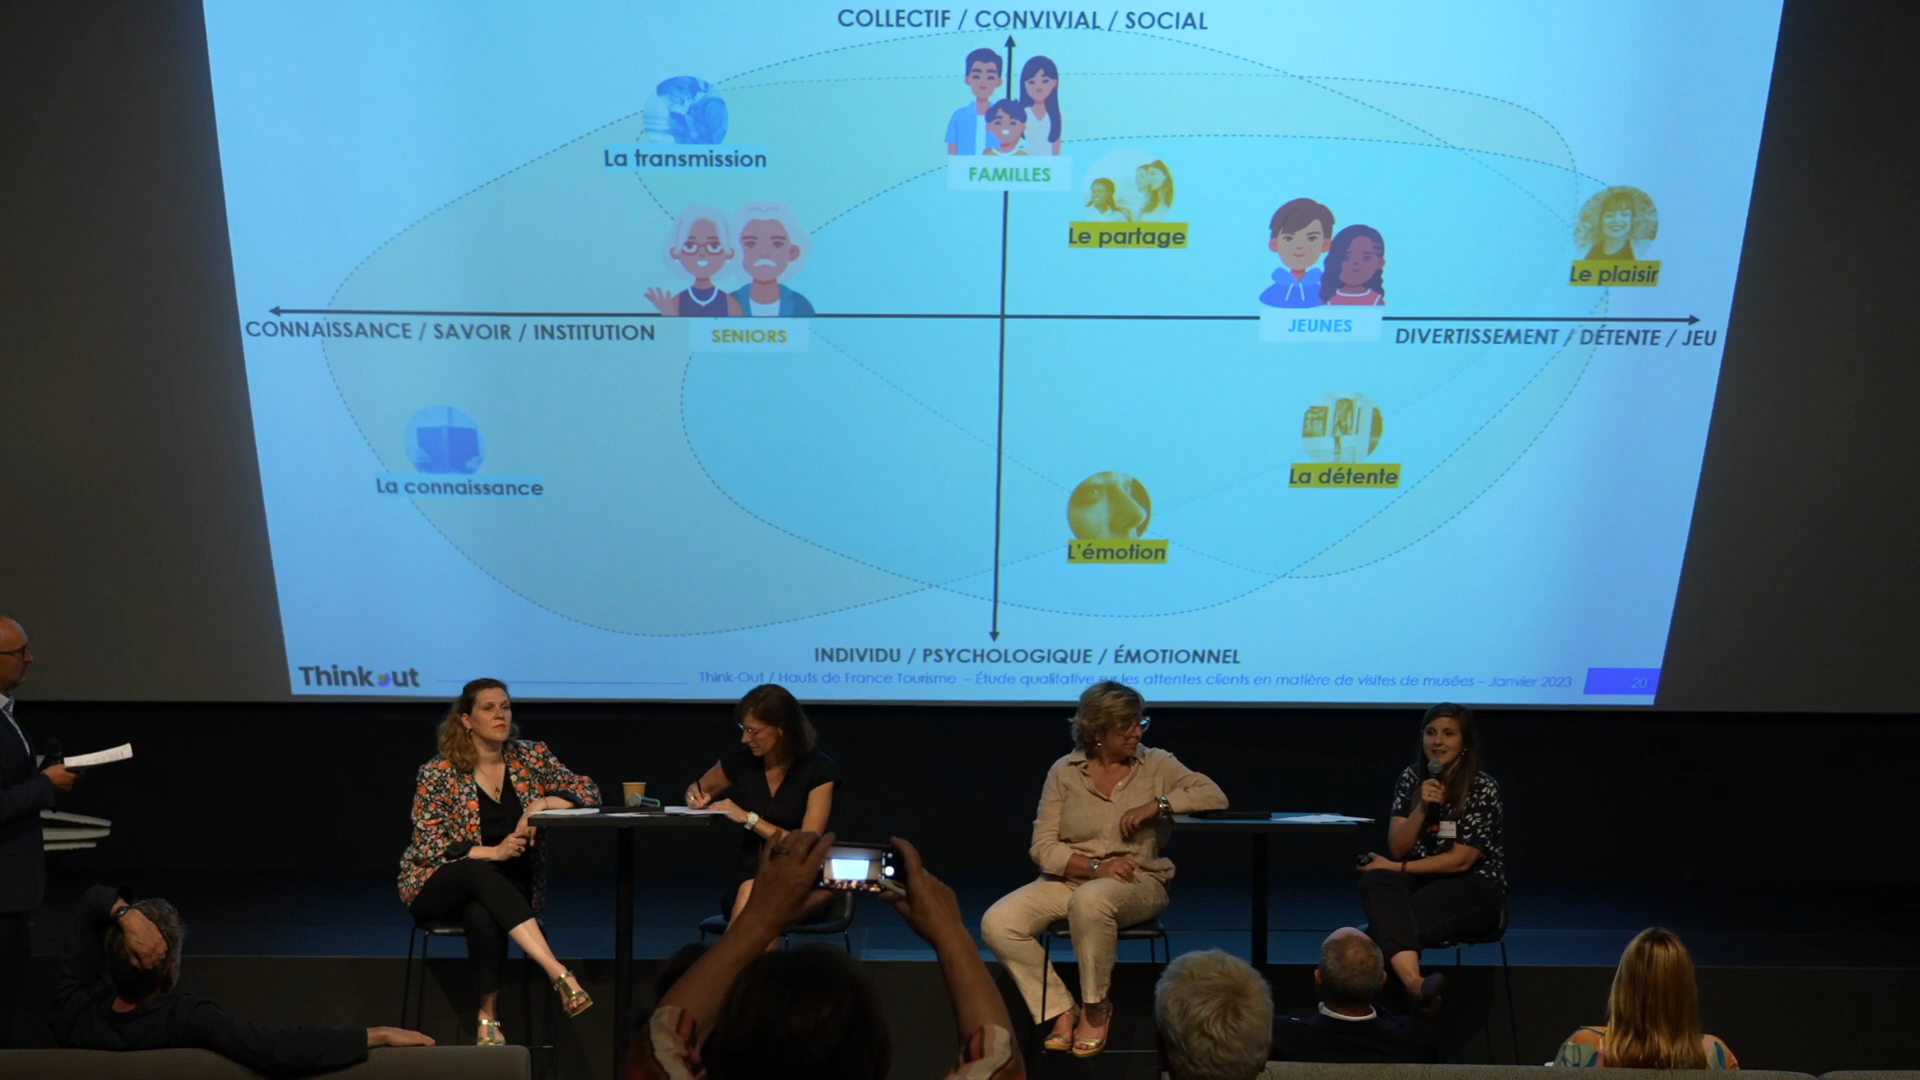 COLLECTIF / CONVIVIAL / SOCIAL
La transmission
FAMILLES
Le partage
Le plaisir
CONNAISSANCE / SAVOIR / INSTITUTION
SENIORS
JEUNES
DIVERTISSEMENT / DÉTENTE / JEU
La connaissance
La détente
L'émotion
INDIVIDU / PSYCHOLOGIQUE / ÉMOTIONNEL
Think out
Think-Out / Hauts de France Tourisme – Étude qualitative sur les attentes clients en matière de visites de musées – Janvier 2023
20